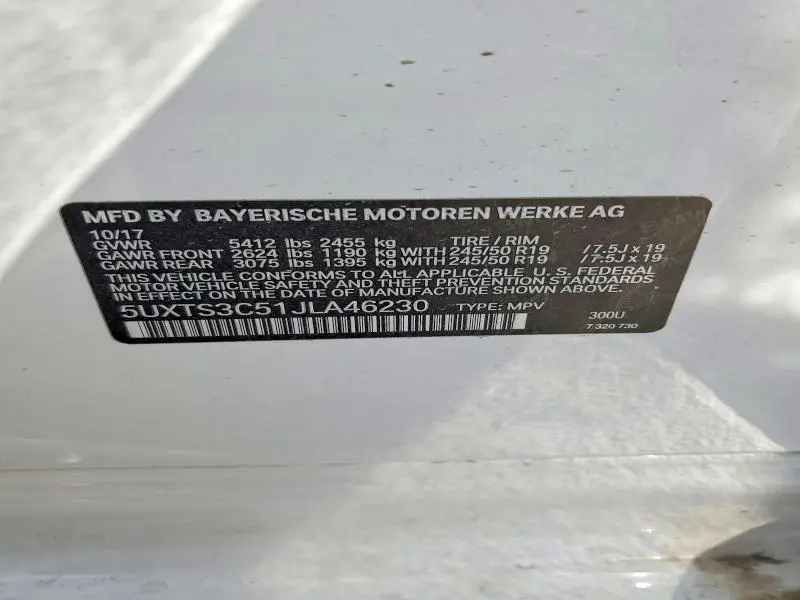 MFD BY BAYERISCHE MOTOREN WERKE AG
10/17
GVWR 5412 lbs 2455 kg TIRE / RIM
GAWR FRONT 2624 lbs 1190 kg WITH 245/50 R19 /7.5J x 19
GAWR REAR 3075 lbs 1395 kg WITH 245/50 R19 /7.5J x 19
THIS VEHICLE CONFORMS TO ALL APPLICABLE U. S. FEDERAL
MOTOR VEHICLE SAFETY AND THEFT PREVENTION STANDARDS
IN EFFECT ON THE DATE OF MANUFACTURE SHOWN ABOVE.
5UXTS3C51JLA46230 TYPE: MPV
300U
7 320 730